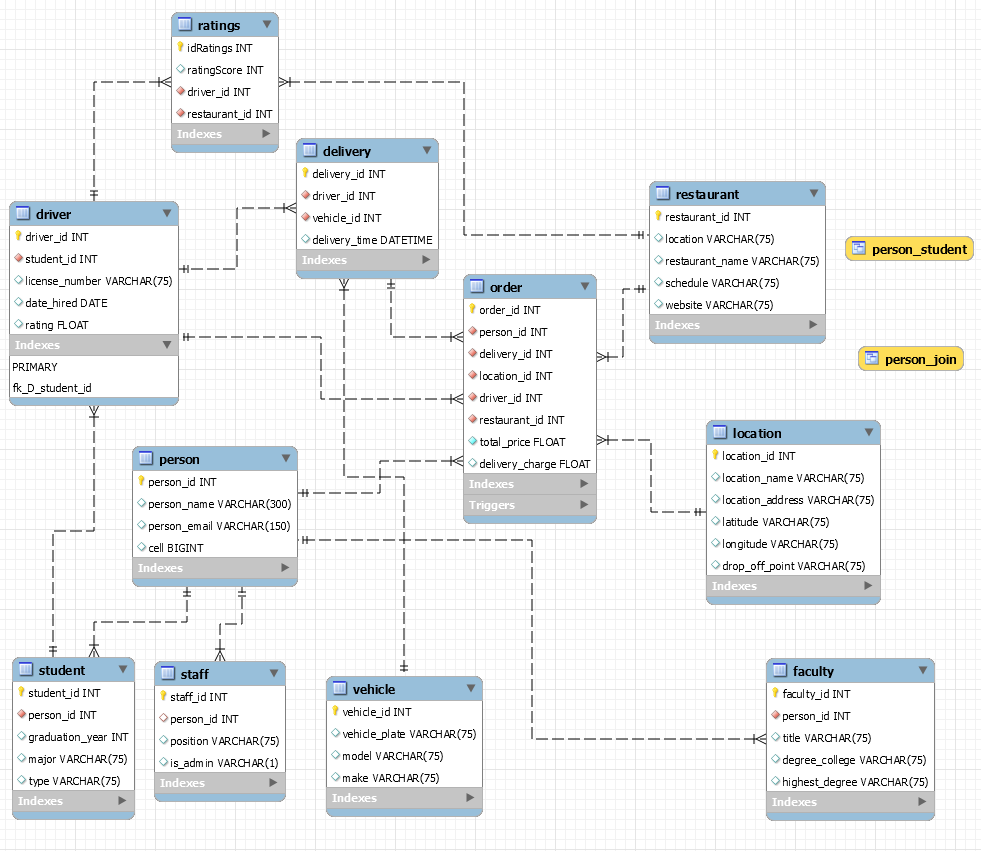 ratings
idRatings INT
ratingScore INT
driver_id INT
restaurant_id INT
Indexes
delivery
delivery_id INT
driver_id INT
vehicle_id INT
delivery_time DATETIME
Indexes
driver
driver_id INT
student_id INT
license_number VARCHAR(75)
date_hired DATE
rating FLOAT
Indexes
PRIMARY
fk_D_student_id
restaurant
restaurant_id INT
location VARCHAR(75)
restaurant_name VARCHAR(75)
schedule VARCHAR(75)
website VARCHAR(75)
Indexes
person_student
person_join
order
order_id INT
person_id INT
delivery_id INT
location_id INT
driver_id INT
restaurant_id INT
total_price FLOAT
delivery_charge FLOAT
Indexes
Triggers
location
location_id INT
location_name VARCHAR(75)
location_address VARCHAR(75)
latitude VARCHAR(75)
longitude VARCHAR(75)
drop_off_point VARCHAR(75)
Indexes
person
person_id INT
person_name VARCHAR(300)
person_email VARCHAR(150)
cell BIGINT
Indexes
student
student_id INT
person_id INT
graduation_year INT
major VARCHAR(75)
type VARCHAR(75)
Indexes
staff
staff_id INT
person_id INT
position VARCHAR(75)
is_admin VARCHAR(1)
Indexes
vehicle
vehicle_id INT
vehicle_plate VARCHAR(75)
model VARCHAR(75)
make VARCHAR(75)
Indexes
faculty
faculty_id INT
person_id INT
title VARCHAR(75)
degree_college VARCHAR(75)
highest_degree VARCHAR(75)
Indexes